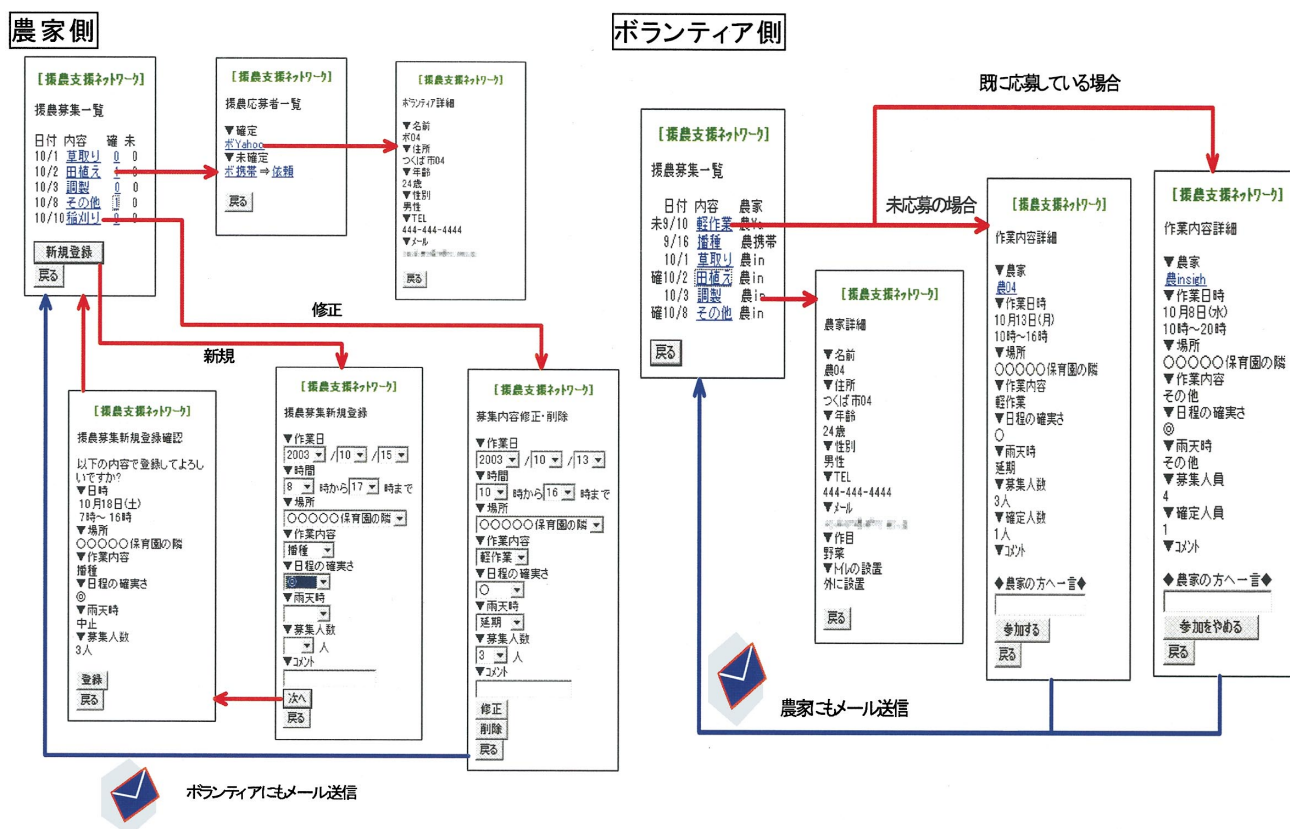 農家側
[援農支援ネットワーク]
援農募集一覧
日付 内容 確 未
10/1 草取り 0 0
10/2 田植え 1 0
10/3 調製 0 0
10/8 その他 1 0
10/10 稲刈り 0 0
新規登録
戻る
[援農支援ネットワーク]
援農応募者一覧
▼確定
ボYahoo
▼未確定
ボ携帯 ⇒ 依頼
戻る
[援農支援ネットワーク]
ボランティア詳細
▼名前
ボ04
▼住所
つくば市04
▼年齢
24歳
▼性別
男性
▼TEL
444-444-4444
▼メール
戻る
修正
新規
[援農支援ネットワーク]
援農募集新規登録確認
以下の内容で登録してよろし
いですか?
▼日時
10月18日(土)
7時～ 16時
▼場所
○○○○○保育園の隣
▼作業内容
播種
▼日程の確実さ
◎
▼雨天時
中止
▼募集人数
3人
登録
戻る
[援農支援ネットワーク]
援農募集新規登録
▼作業日
2003 /10 /15
▼時間
8 時から 17 時まで
▼場所
○○○○○保育園の隣
▼作業内容
播種
▼日程の確実さ
◎
▼雨天時
▼募集人数
人
▼コメント
次へ
戻る
[援農支援ネットワーク]
募集内容修正・削除
▼作業日
2003 /10 /13
▼時間
10 時から 16 時まで
▼場所
○○○○○保育園の隣
▼作業内容
軽作業
▼日程の確実さ
○
▼雨天時
延期
▼募集人数
3 人
▼コメント
修正
削除
戻る
ボランティアにもメール送信
ボランティア側
既に応募している場合
未応募の場合
[援農支援ネットワーク]
援農募集一覧
日付 内容 農家
未9/10 軽作業 農Ya
9/16 播種 農携帯
10/1 草取り 農in
確10/2 田植え 農in
10/3 調製 農in
確10/8 その他 農in
戻る
[援農支援ネットワーク]
農家詳細
▼名前
農04
▼住所
つくば市04
▼年齢
24歳
▼性別
男性
▼TEL
444-444-4444
▼メール
▼作目
野菜
▼トイレの設置
外に設置
戻る
[援農支援ネットワーク]
作業内容詳細
▼農家
農04
▼作業日時
10月13日(月)
10時～16時
▼場所
○○○○○保育園の隣
▼作業内容
軽作業
▼日程の確実さ
○
▼雨天時
延期
▼募集人数
3人
▼確定人数
1人
▼コメント
◆農家の方へ一言◆
参加する
戻る
[援農支援ネットワーク]
作業内容詳細
▼農家
農insigh
▼作業日時
10月8日(水)
10時～20時
▼場所
○○○○○保育園の隣
▼作業内容
その他
▼日程の確実さ
◎
▼雨天時
その他
▼募集人員
4
▼確定人員
1
▼コメント
◆農家の方へ一言◆
参加をやめる
戻る
農家にもメール送信